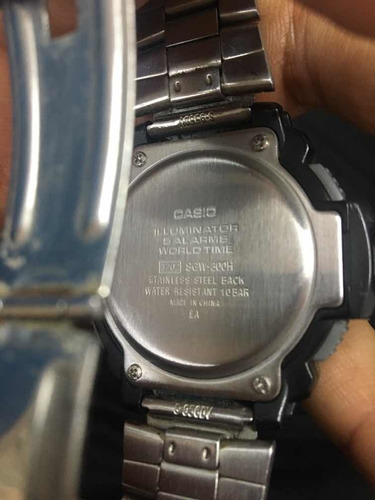 CASIO
ILLUMINATOR
5 ALARMS
WORLD TIME
SGW-300H
STAINLESS STEEL BACK
WATER RESISTANT 10BAR
MADE IN CHINA
EA